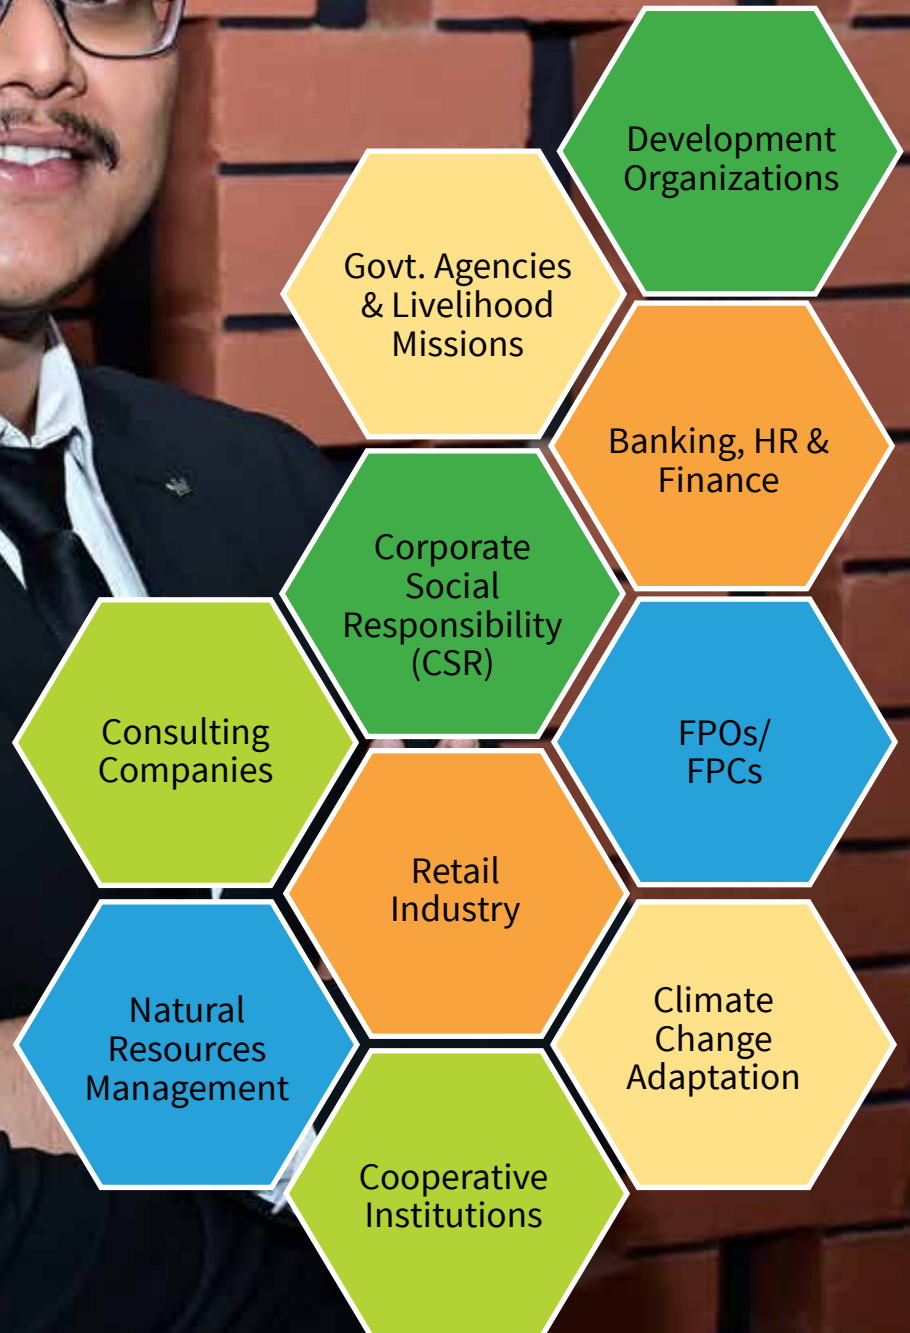 Development
Organizations
Govt. Agencies
& Livelihood
Missions
Banking, HR &
Finance
Corporate
Social
Responsibility
(CSR)
Consulting
Companies
FPOs/
FPCs
Retail
Industry
Natural
Resources
Management
Climate
Change
Adaptation
Cooperative
Institutions